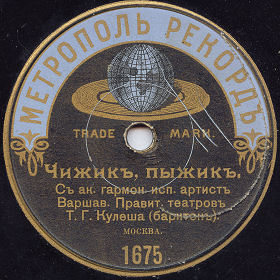 МЕТРОПОЛЬ РЕКОРДЪ
TRADE MARK.
Чижикъ, пыжикъ.
Съ ак. гармон исп. артистъ
Варшав. Правит. театровъ
Т. Г. Кулеша (баритонъ).
МОСКВА.
1675